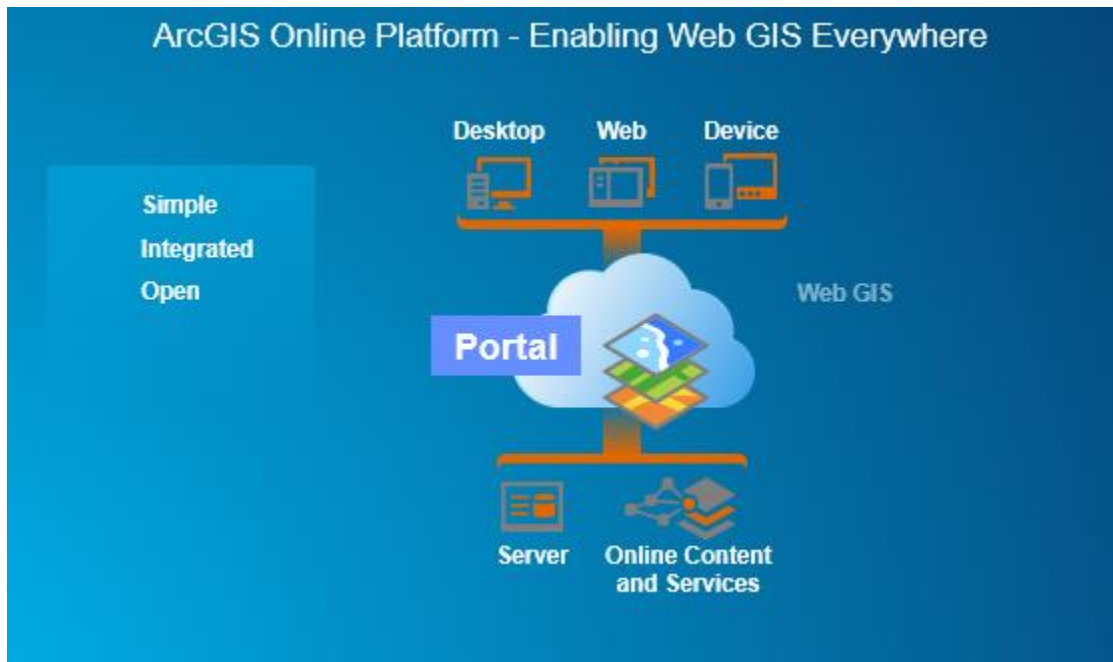 ArcGIS Online Platform - Enabling Web GIS Everywhere
Desktop Web Device
Simple
Integrated
Open
Web GIS
Portal
Server
Online Content
and Services